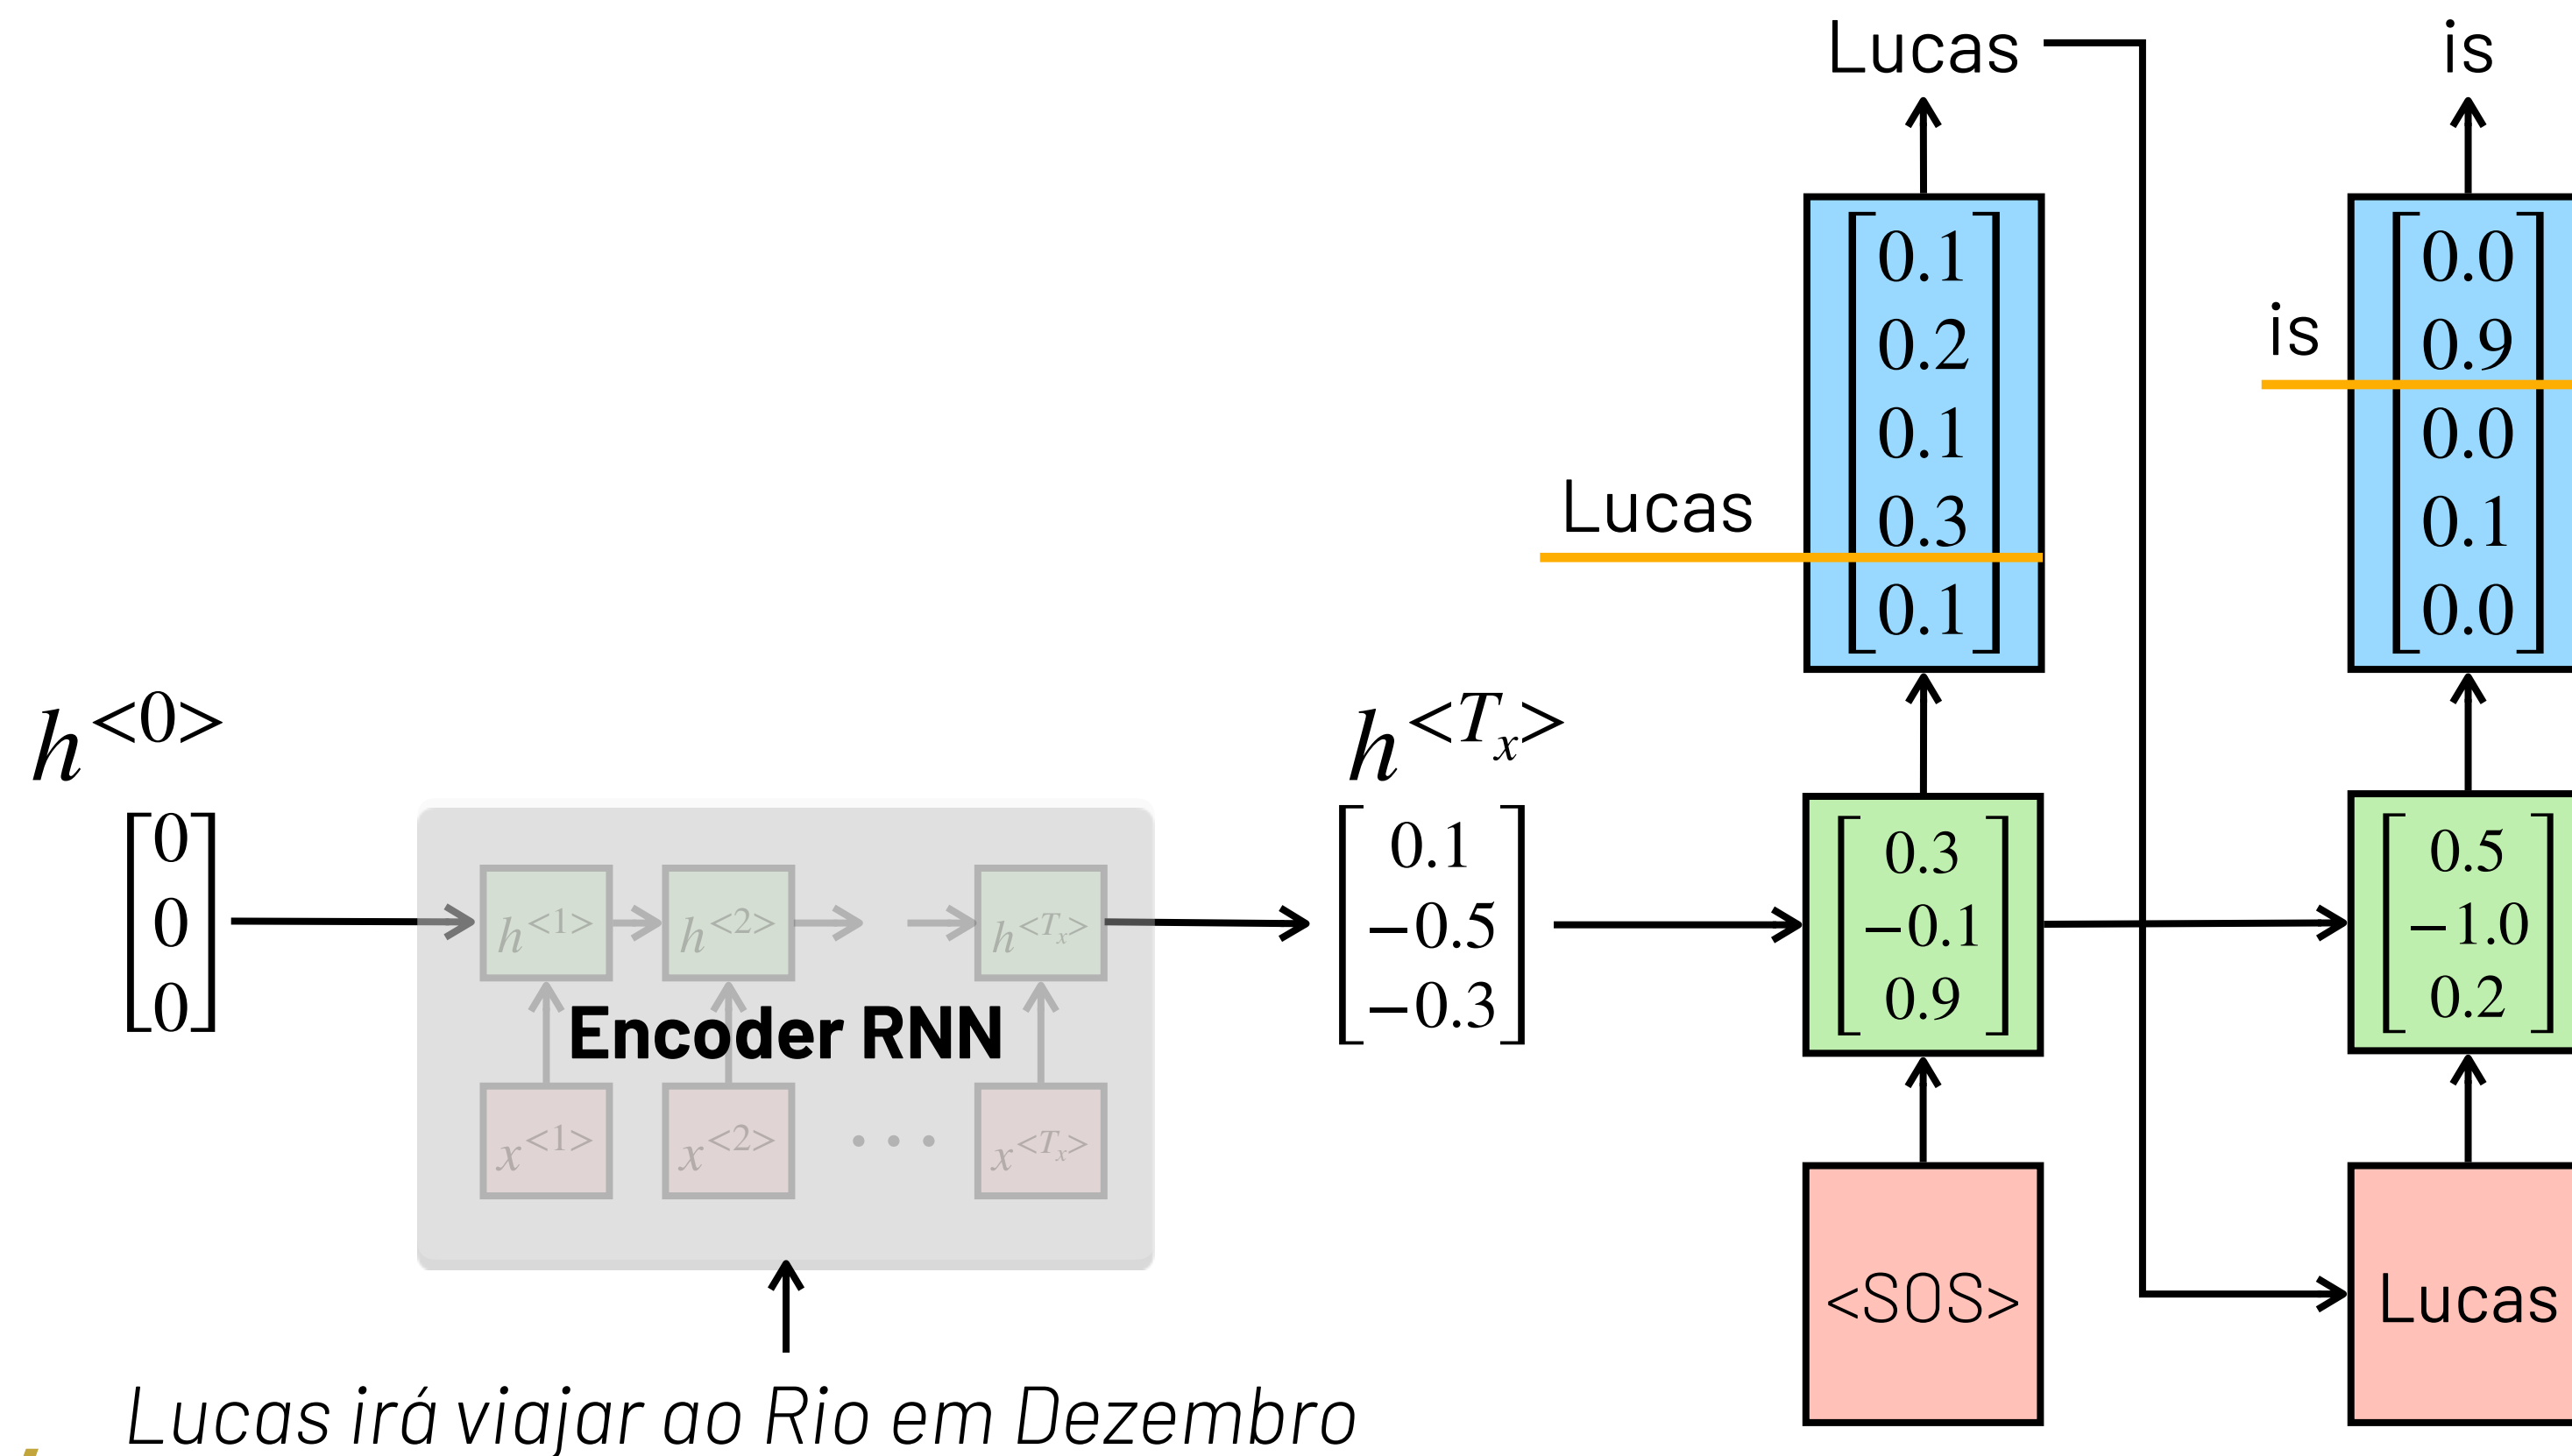 Lucas
is
0.1
0.2
0.1
0.3
0.1
Lucas
0.0
0.9
0.0
0.1
0.0
is
h^{<0>}
0
0
0
Encoder RNN
h^{<1>}
h^{<2>}
h^{<T_x>}
x^{<1>}
x^{<2>}
. . .
x^{<T_x>}
Lucas irá viajar ao Rio em Dezembro
h^{<T_x>}
0.1
−0.5
−0.3
0.3
−0.1
0.9
0.5
−1.0
0.2
<SOS>
Lucas